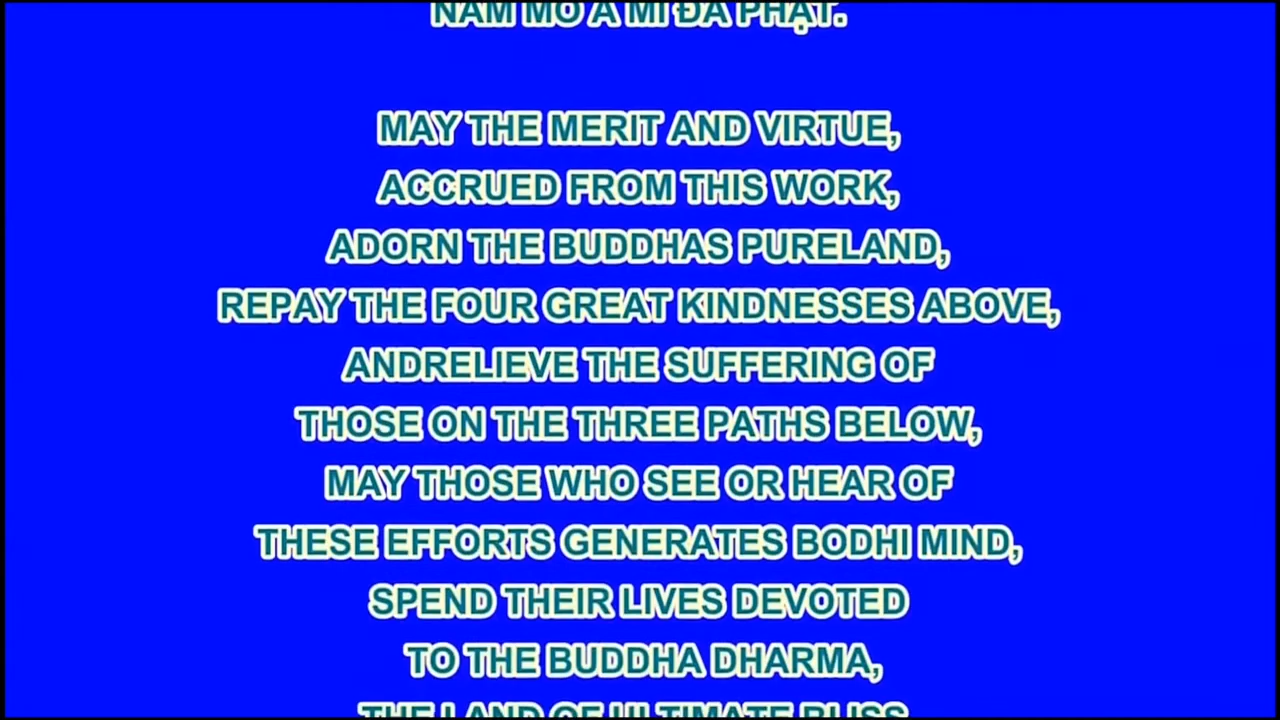 NAM MÔ A MI ĐÀ PHẬT.
MAY THE MERIT AND VIRTUE,
ACCRUED FROM THIS WORK,
ADORN THE BUDDHAS PURELAND,
REPAY THE FOUR GREAT KINDNESSES ABOVE,
ANDRELIEVE THE SUFFERING OF
THOSE ON THE THREE PATHS BELOW,
MAY THOSE WHO SEE OR HEAR OF
THESE EFFORTS GENERATES BODHI MIND,
SPEND THEIR LIVES DEVOTED
TO THE BUDDHA DHARMA,
THE LAND OF ULTIMATE BLISS